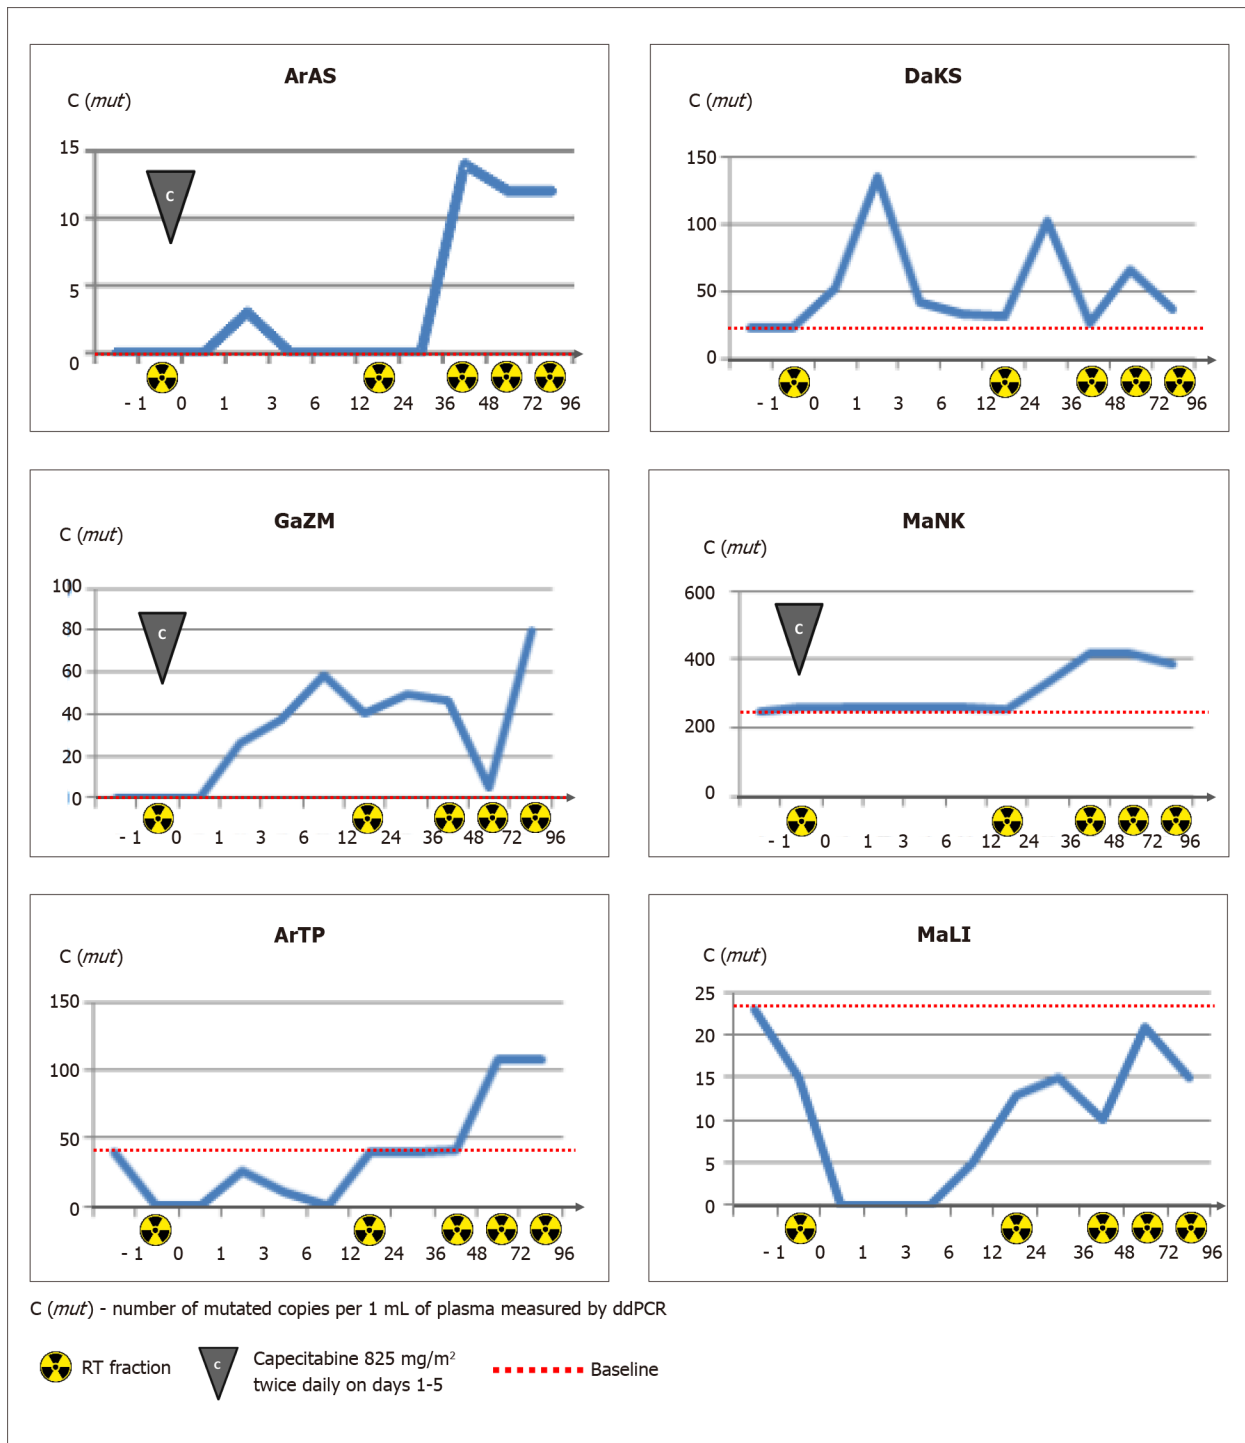 ArAS
C (mut)
15
10
5
0
C
- 1 0 1 3 6 12 24 36 48 72 96
DaKS
C (mut)
150
100
50
0
- 1 0 1 3 6 12 24 36 48 72 96
GaZM
C (mut)
100
80
60
40
20
0
C
- 1 0 1 3 6 12 24 36 48 72 96
MaNK
C (mut)
600
400
200
0
C
- 1 0 1 3 6 12 24 36 48 72 96
ArTP
C (mut)
150
100
50
0
- 1 0 1 3 6 12 24 36 48 72 96
MaLI
C (mut)
25
20
15
10
5
0
- 1 0 1 3 6 12 24 36 48 72 96
C (mut) - number of mutated copies per 1 mL of plasma measured by ddPCR
RT fraction
C
Capecitabine 825 mg/m²
twice daily on days 1-5
Baseline